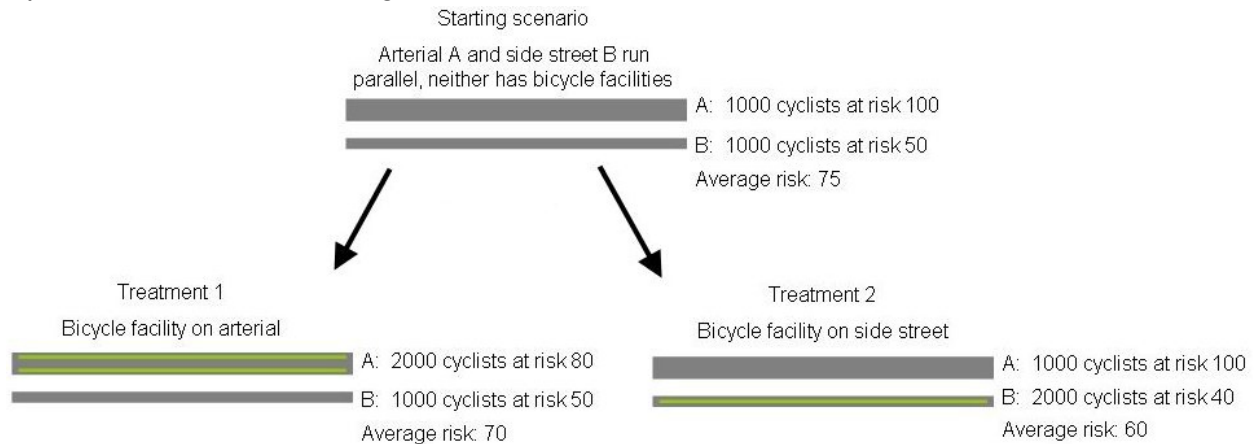 Starting scenario
Arterial A and side street B run
parallel, neither has bicycle facilities
A: 1000 cyclists at risk 100
B: 1000 cyclists at risk 50
Average risk: 75
Treatment 1
Bicycle facility on arterial
A: 2000 cyclists at risk 80
B: 1000 cyclists at risk 50
Average risk: 70
Treatment 2
Bicycle facility on side street
A: 1000 cyclists at risk 100
B: 2000 cyclists at risk 40
Average risk: 60